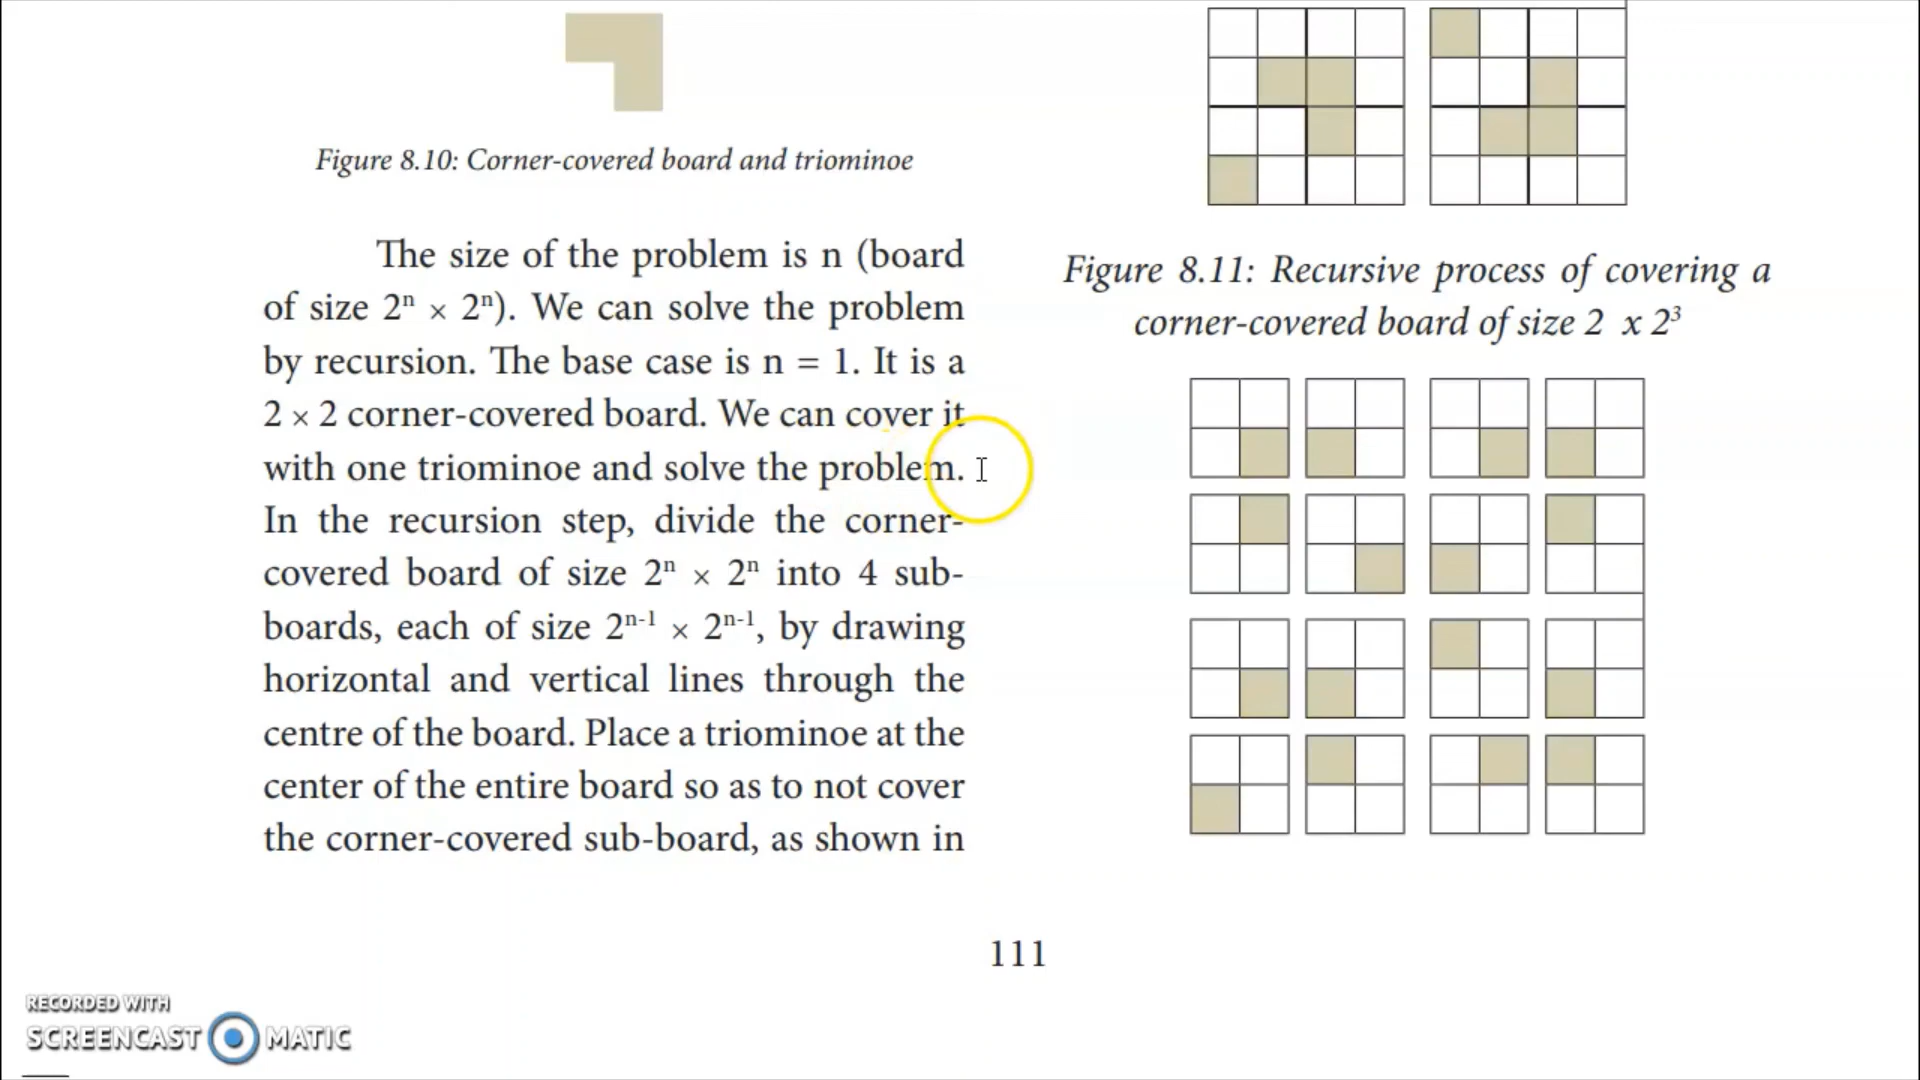 Figure 8.10: Corner-covered board and triominoe
The size of the problem is n (board
of size 2ⁿ × 2ⁿ). We can solve the problem
by recursion. The base case is n = 1. It is a
2 × 2 corner-covered board. We can cover it
with one triominoe and solve the problem.
In the recursion step, divide the corner-
covered board of size 2ⁿ × 2ⁿ into 4 sub-
boards, each of size 2ⁿ⁻¹ × 2ⁿ⁻¹, by drawing
horizontal and vertical lines through the
centre of the board. Place a triominoe at the
center of the entire board so as to not cover
the corner-covered sub-board, as shown in
Figure 8.11: Recursive process of covering a
corner-covered board of size 2 x 2³
111
RECORDED WITH
SCREENCAST MATIC